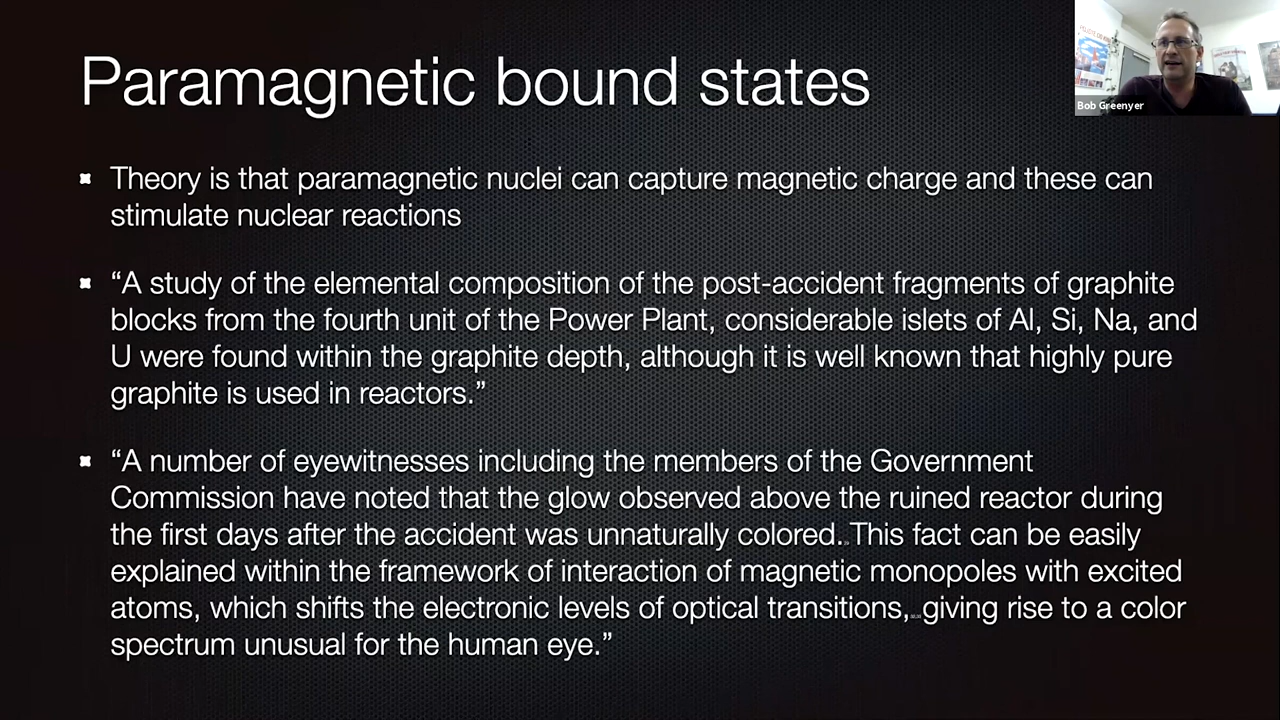 Paramagnetic bound states
Bob Greenyer
Theory is that paramagnetic nuclei can capture magnetic charge and these can
stimulate nuclear reactions
“A study of the elemental composition of the post-accident fragments of graphite
blocks from the fourth unit of the Power Plant, considerable islets of Al, Si, Na, and
U were found within the graphite depth, although it is well known that highly pure
graphite is used in reactors.”
“A number of eyewitnesses including the members of the Government
Commission have noted that the glow observed above the ruined reactor during
the first days after the accident was unnaturally colored. This fact can be easily
explained within the framework of interaction of magnetic monopoles with excited
atoms, which shifts the electronic levels of optical transitions, giving rise to a color
spectrum unusual for the human eye.”